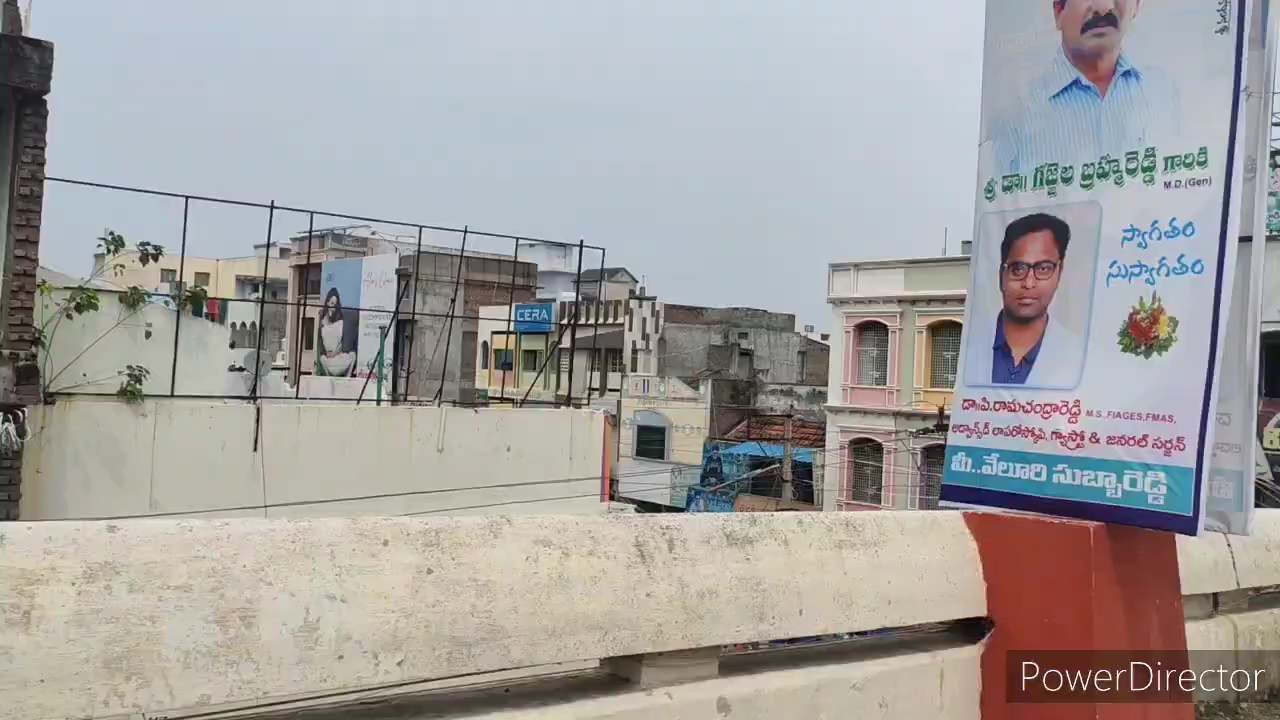 శ్రీ డా॥ గజ్జెల బ్రహ్మారెడ్డి గారికి
M.D.(Gen)
స్వాగతం
సుస్వాగతం
డా॥పి.రామచంద్రారెడ్డి M.S.,FIAGES,FMAS,
అడ్వాన్స్‌డ్ లాపరోస్కోపి, గ్యాస్ట్రో & జనరల్ సర్జన్
మీ..వేలూరి సుబ్బారెడ్డి
CERA
PowerDirector